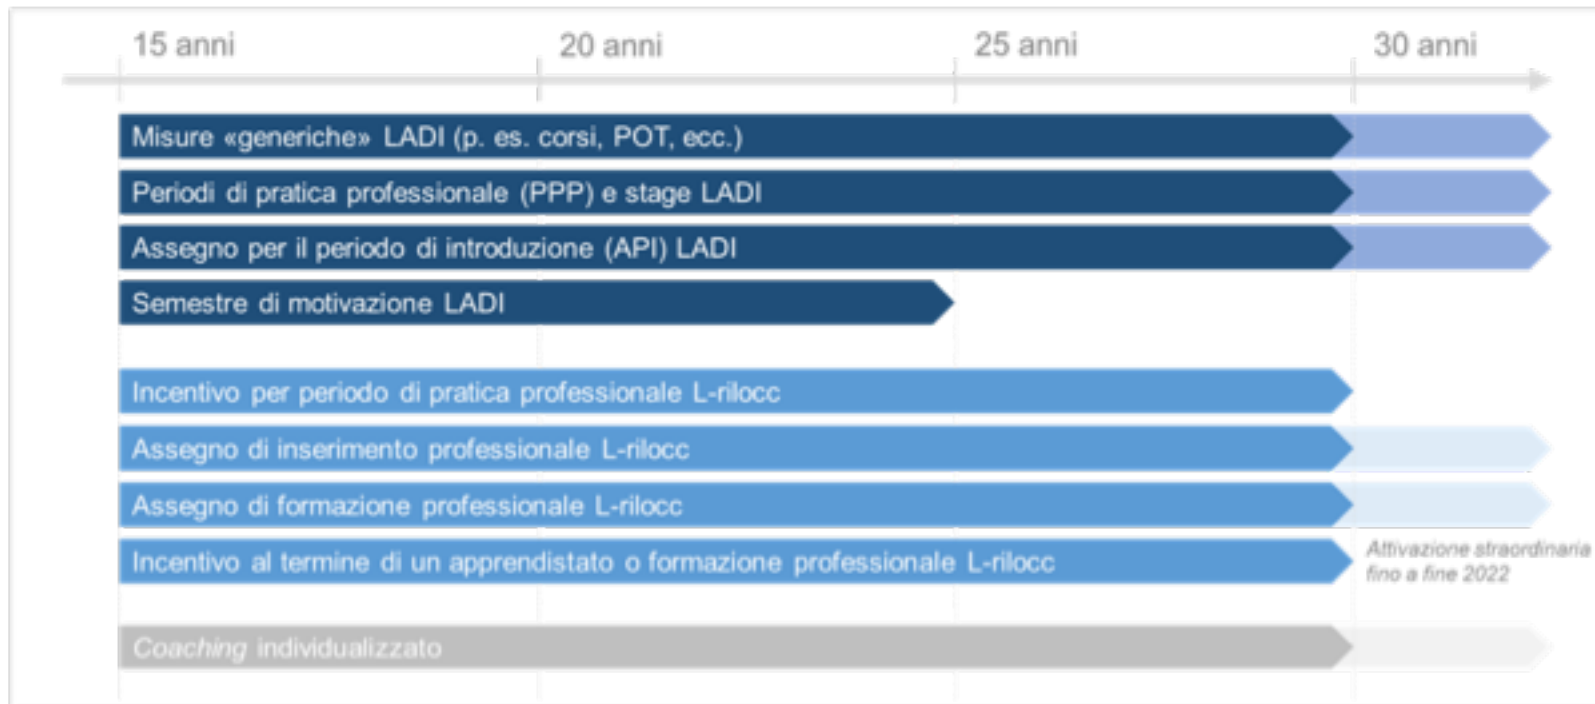 15 anni 20 anni 25 anni 30 anni
Misure «generiche» LADI (p. es. corsi, POT, ecc.)
Periodi di pratica professionale (PPP) e stage LADI
Assegno per il periodo di introduzione (API) LADI
Semestre di motivazione LADI
Incentivo per periodo di pratica professionale L-rilocc
Assegno di inserimento professionale L-rilocc
Assegno di formazione professionale L-rilocc
Incentivo al termine di un apprendistato o formazione professionale L-rilocc
Attivazione straordinaria
fino a fine 2022
Coaching individualizzato